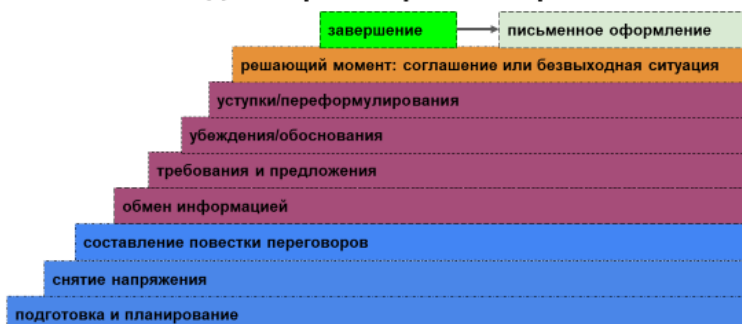 завершение
письменное оформление
решающий момент: соглашение или безвыходная ситуация
уступки/переформулирования
убеждения/обоснования
требования и предложения
обмен информацией
составление повестки переговоров
снятие напряжения
подготовка и планирование